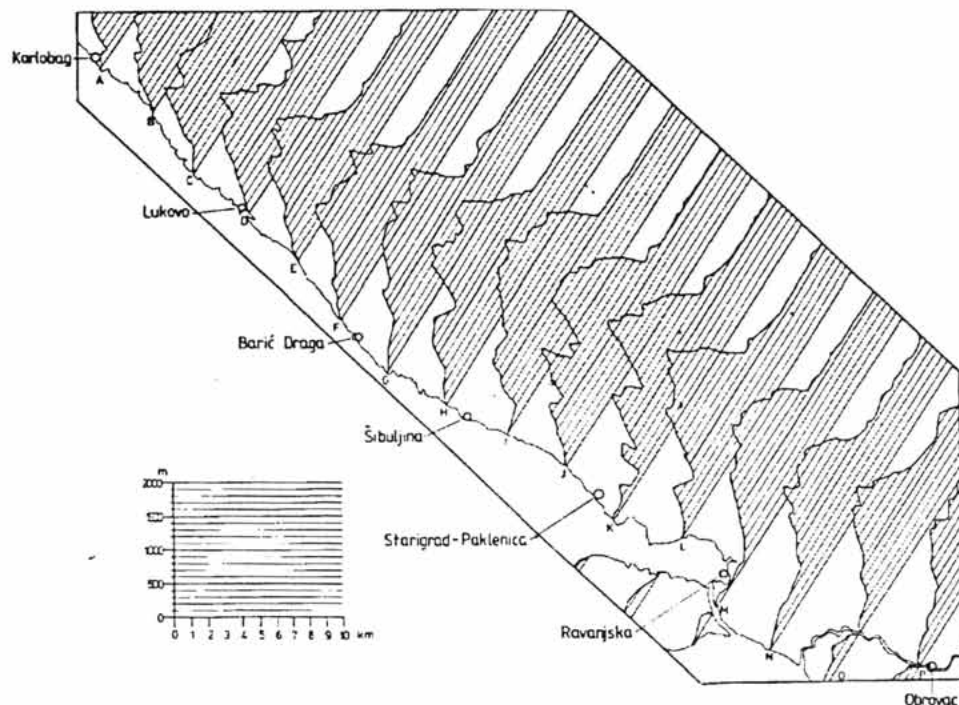 Karlobag
A
B
C
Lukovo
D
E
F
Barić Draga
G
H
Šibuljina
I
J
K
Starigrad-Paklenica
L
M
Ravanjska
N
O
P
Obrovac
m
2000
1500
1000
500
0
0 1 2 3 4 5 6 7 8 9 10 km